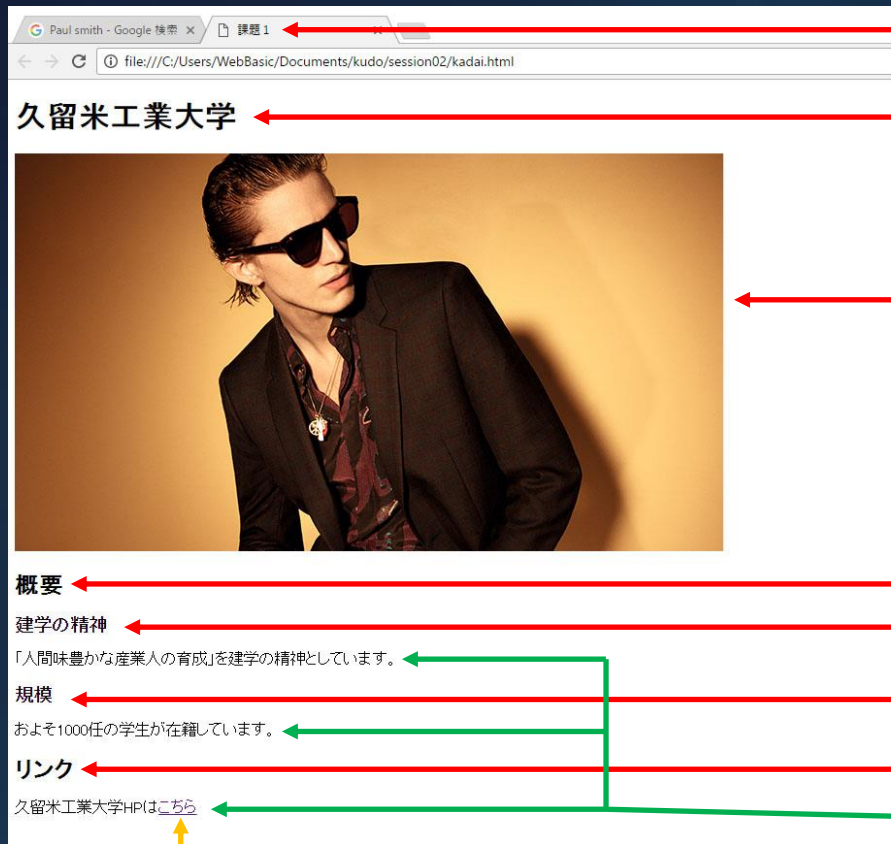 Paul smith - Google 検索
課題1
file:///C:/Users/WebBasic/Documents/kudo/session02/kadai.html
久留米工業大学
概要
建学の精神
「人間味豊かな産業人の育成」を建学の精神としています。
規模
およそ1000任の学生が在籍しています。
リンク
久留米工業大学HPはこちら